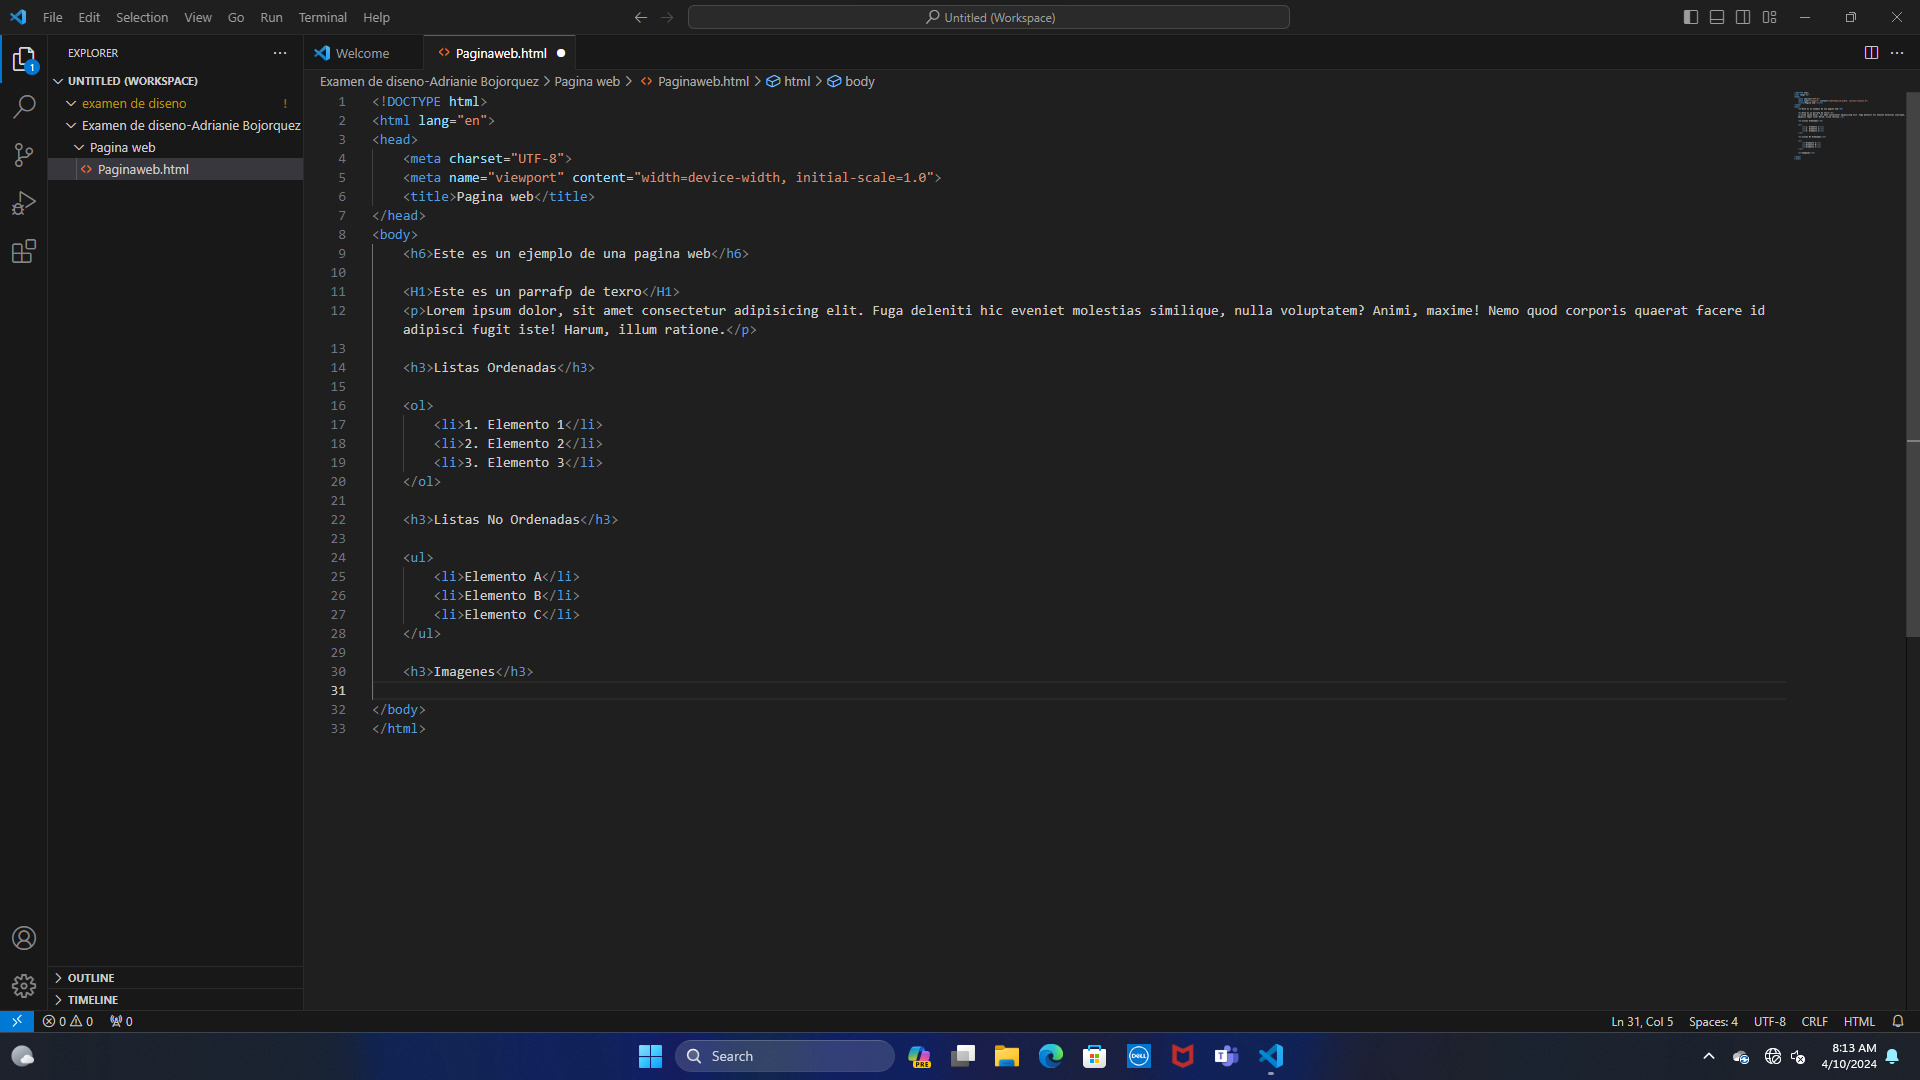 File Edit Selection View Go Run Terminal Help
Untitled (Workspace)
EXPLORER
Welcome
Paginaweb.html
1
UNTITLED (WORKSPACE)
examen de diseno !
Examen de diseno-Adrianie Bojorquez
Pagina web
Paginaweb.html
Examen de diseno-Adrianie Bojorquez > Pagina web > Paginaweb.html > html > body
1 <!DOCTYPE html>
2 <html lang="en">
3 <head>
4 <meta charset="UTF-8">
5 <meta name="viewport" content="width=device-width, initial-scale=1.0">
6 <title>Pagina web</title>
7 </head>
8 <body>
9 <h6>Este es un ejemplo de una pagina web</h6>
10
11 <H1>Este es un parrafp de texro</H1>
12 <p>Lorem ipsum dolor, sit amet consectetur adipisicing elit. Fuga deleniti hic eveniet molestias similique, nulla voluptatem? Animi, maxime! Nemo quod corporis quaerat facere id
adipisci fugit iste! Harum, illum ratione.</p>
13
14 <h3>Listas Ordenadas</h3>
15
16 <ol>
17 <li>1. Elemento 1</li>
18 <li>2. Elemento 2</li>
19 <li>3. Elemento 3</li>
20 </ol>
21
22 <h3>Listas No Ordenadas</h3>
23
24 <ul>
25 <li>Elemento A</li>
26 <li>Elemento B</li>
27 <li>Elemento C</li>
28 </ul>
29
30 <h3>Imagenes</h3>
31
32 </body>
33 </html>
OUTLINE
TIMELINE
0 0 0
Ln 31, Col 5 Spaces: 4 UTF-8 CRLF HTML
Search
PRE
DELL
8:13 AM
4/10/2024